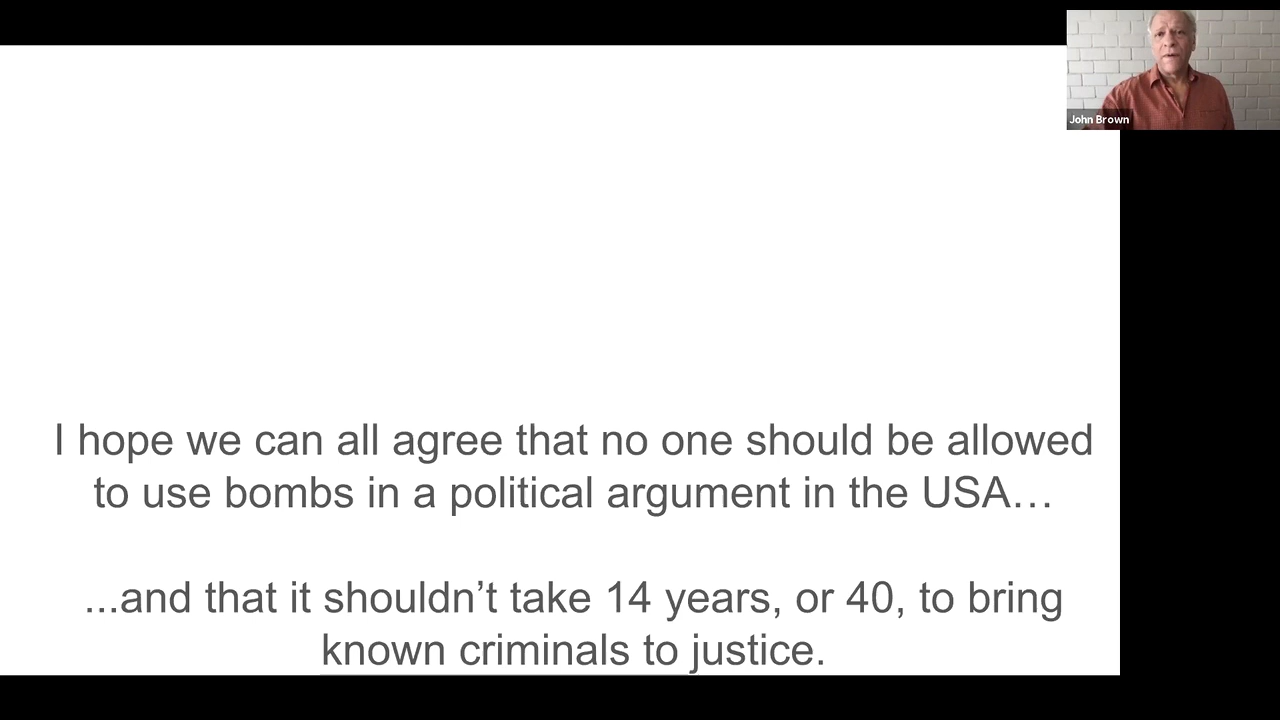 John Brown
I hope we can all agree that no one should be allowed
to use bombs in a political argument in the USA…
...and that it shouldn’t take 14 years, or 40, to bring
known criminals to justice.